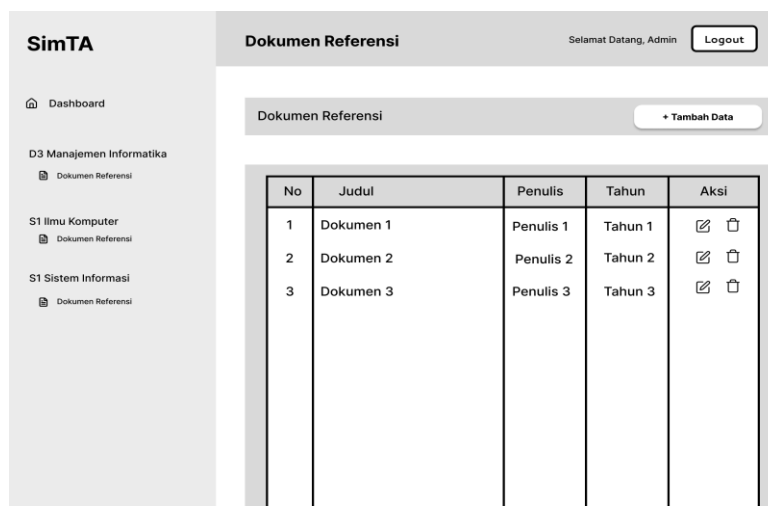 SimTA
Dokumen Referensi
Selamat Datang, Admin
Logout
Dashboard
D3 Manajemen Informatika
Dokumen Referensi
S1 Ilmu Komputer
Dokumen Referensi
S1 Sistem Informasi
Dokumen Referensi
Dokumen Referensi
+ Tambah Data
No Judul Penulis Tahun Aksi
1 Dokumen 1 Penulis 1 Tahun 1
2 Dokumen 2 Penulis 2 Tahun 2
3 Dokumen 3 Penulis 3 Tahun 3